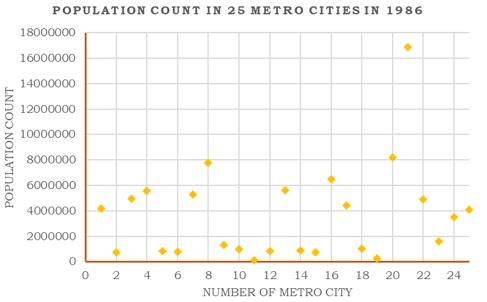 POPULATION COUNT IN 25 METRO CITIES IN 1986
18000000
16000000
14000000
12000000
10000000
8000000
6000000
4000000
2000000
0
POPULATION COUNT
0 2 4 6 8 10 12 14 16 18 20 22 24
NUMBER OF METRO CITY